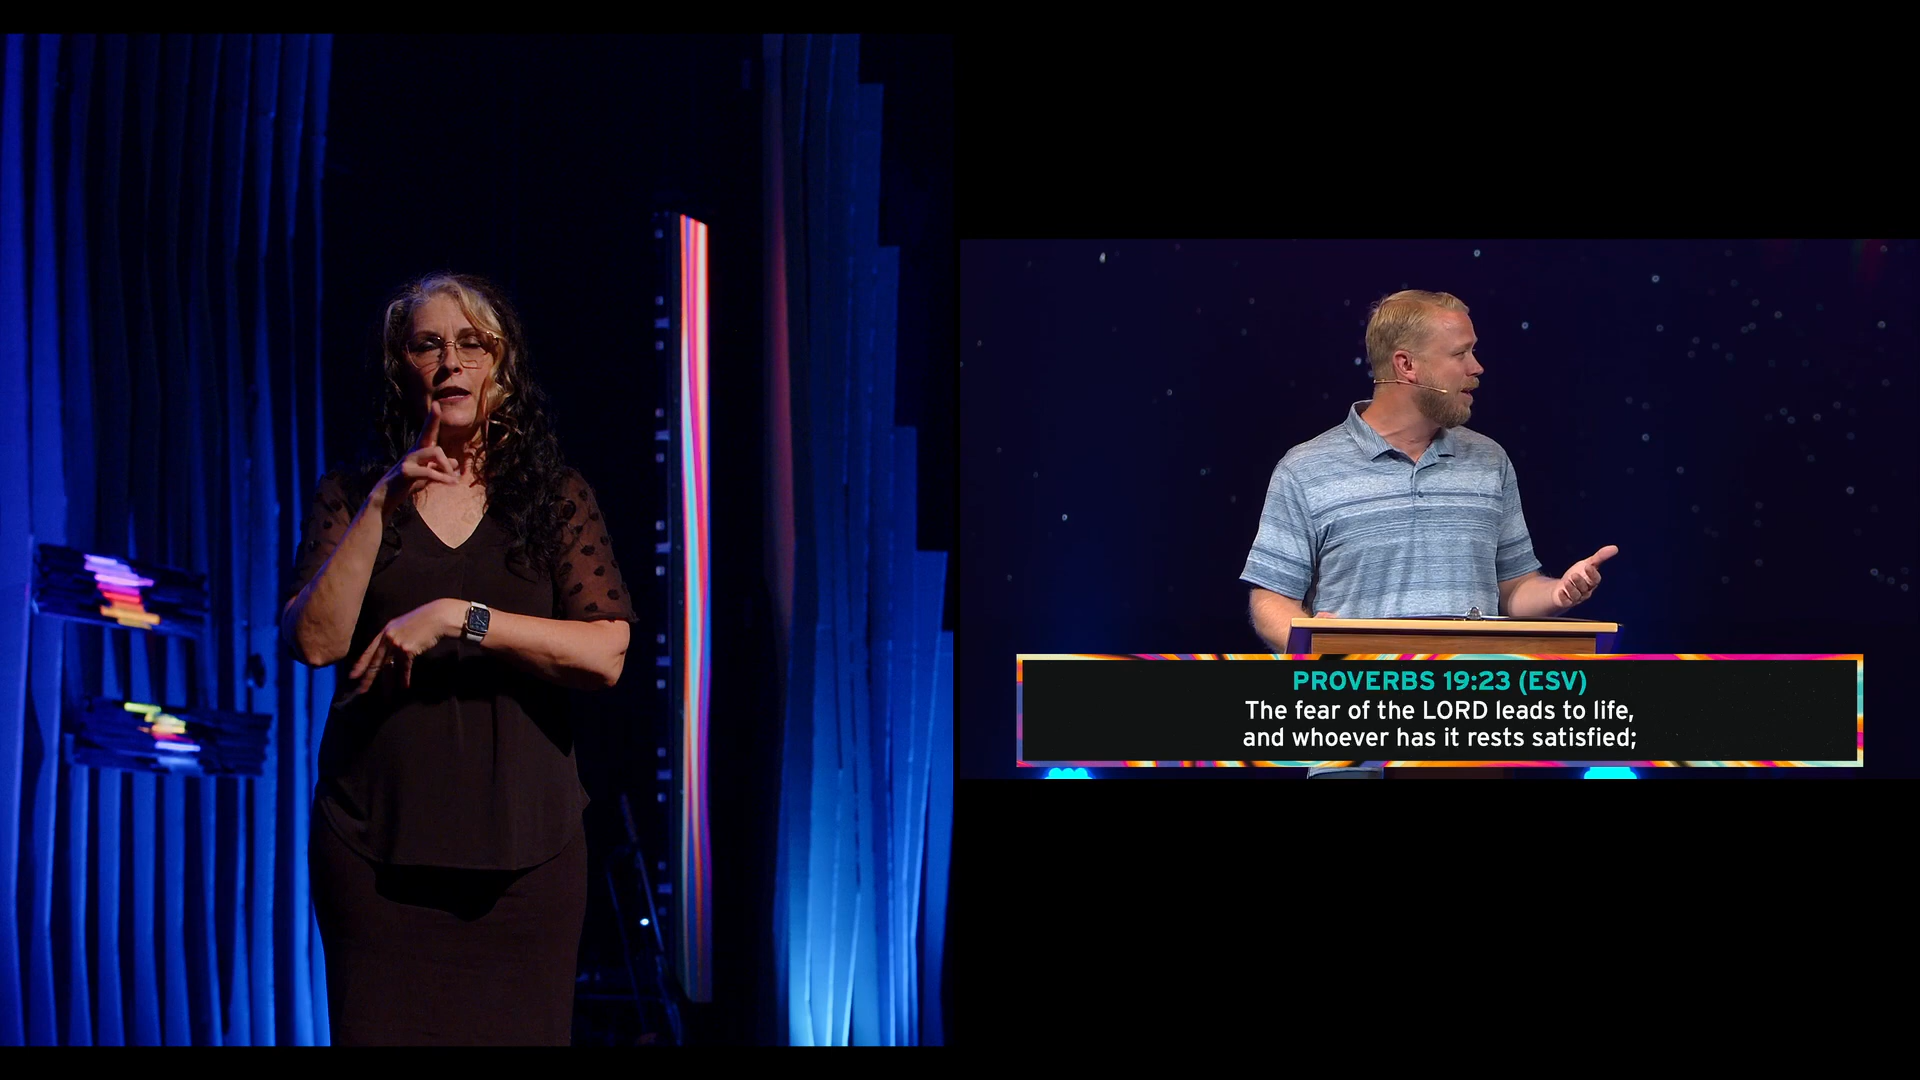 PROVERBS 19:23 (ESV)
The fear of the LORD leads to life,
and whoever has it rests satisfied;